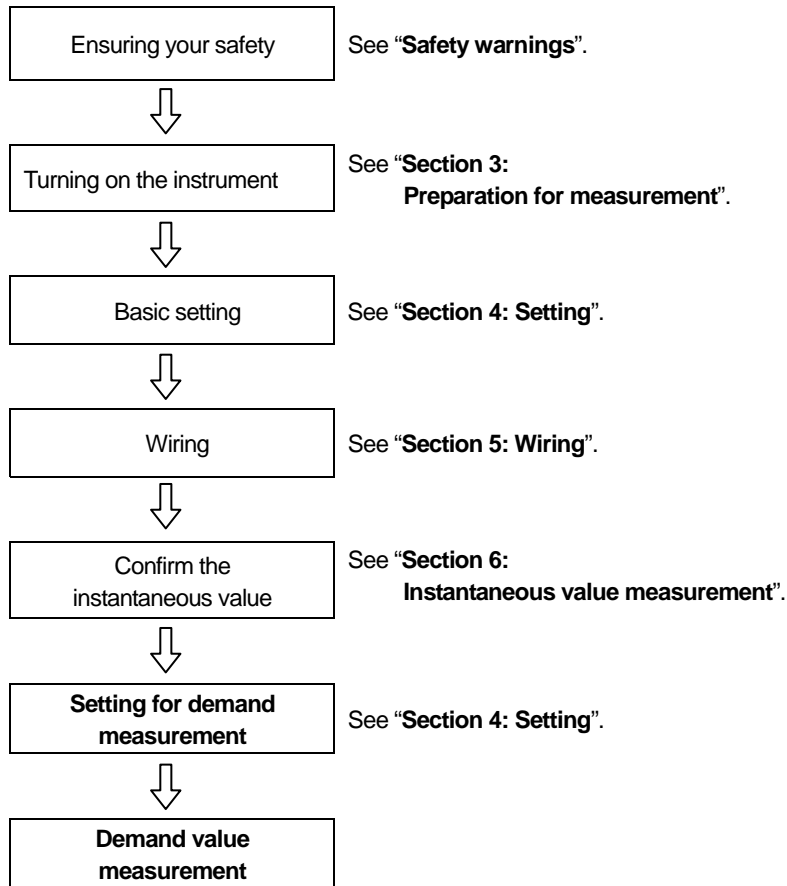 Ensuring your safety
See “Safety warnings”.
Turning on the instrument
See “Section 3:
Preparation for measurement”.
Basic setting
See “Section 4: Setting”.
Wiring
See “Section 5: Wiring”.
Confirm the
instantaneous value
See “Section 6:
Instantaneous value measurement”.
Setting for demand
measurement
See “Section 4: Setting”.
Demand value
measurement